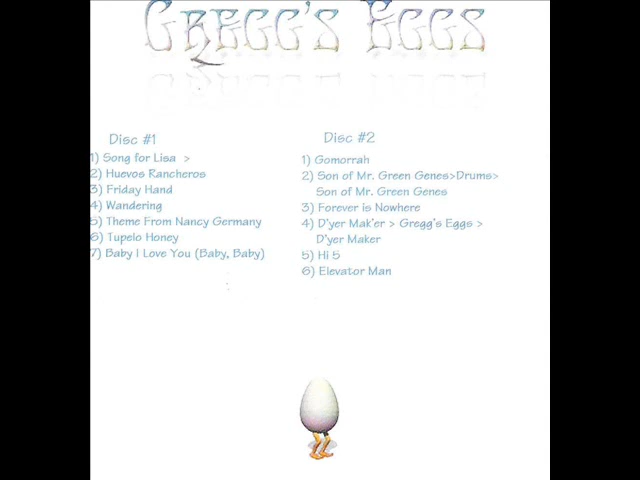 Gregg's Eggs
Disc #1
1) Song for Lisa >
2) Huevos Rancheros
3) Friday Hand
4) Wandering
5) Theme From Nancy Germany
6) Tupelo Honey
7) Baby I Love You (Baby, Baby)
Disc #2
1) Gomorrah
2) Son of Mr. Green Genes>Drums>
Son of Mr. Green Genes
3) Forever is Nowhere
4) D'yer Mak'er > Gregg's Eggs >
D'yer Maker
5) Hi 5
6) Elevator Man